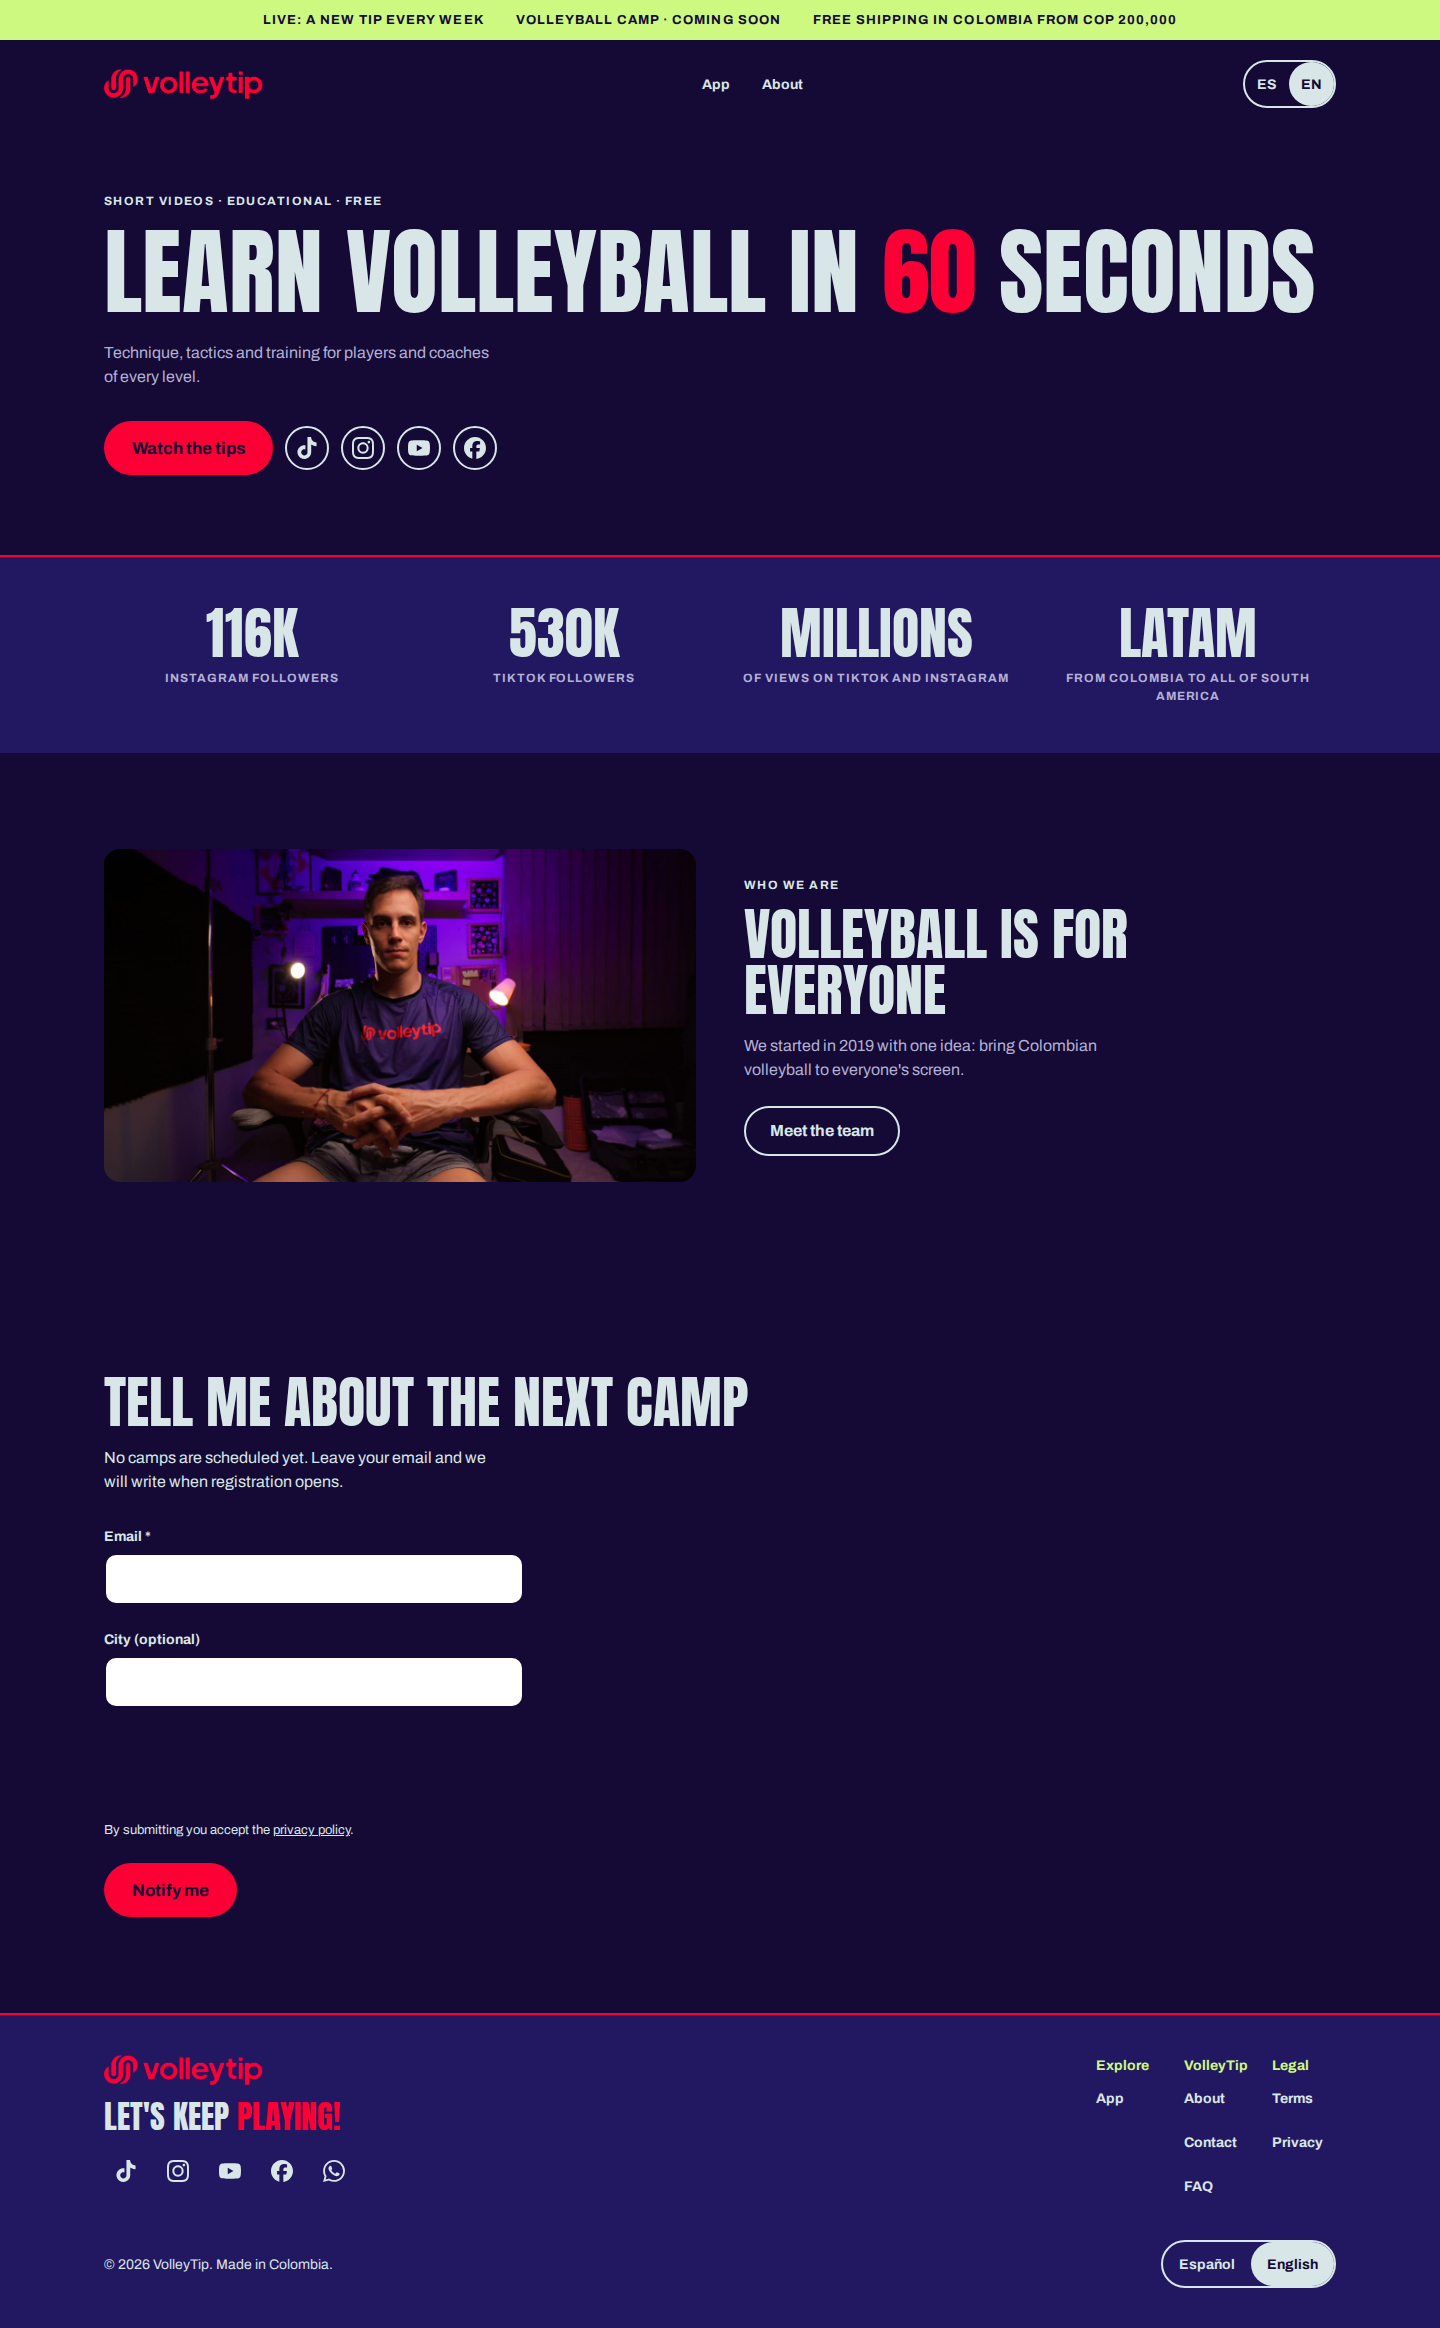 LIVE: A NEW TIP EVERY WEEK VOLLEYBALL CAMP · COMING SOON FREE SHIPPING IN COLOMBIA FROM COP 200,000
volleytip App About ES EN
SHORT VIDEOS · EDUCATIONAL · FREE
LEARN VOLLEYBALL IN 60 SECONDS
Technique, tactics and training for players and coaches
of every level.
Watch the tips
116K
INSTAGRAM FOLLOWERS
530K
TIKTOK FOLLOWERS
MILLIONS
OF VIEWS ON TIKTOK AND INSTAGRAM
LATAM
FROM COLOMBIA TO ALL OF SOUTH
AMERICA
volleytip
WHO WE ARE
VOLLEYBALL IS FOR
EVERYONE
We started in 2019 with one idea: bring Colombian
volleyball to everyone's screen.
Meet the team
TELL ME ABOUT THE NEXT CAMP
No camps are scheduled yet. Leave your email and we
will write when registration opens.
Email *
City (optional)
By submitting you accept the privacy policy.
Notify me
volleytip
LET'S KEEP PLAYING!
Explore
App
VolleyTip
About
Contact
FAQ
Legal
Terms
Privacy
© 2026 VolleyTip. Made in Colombia.
Español English